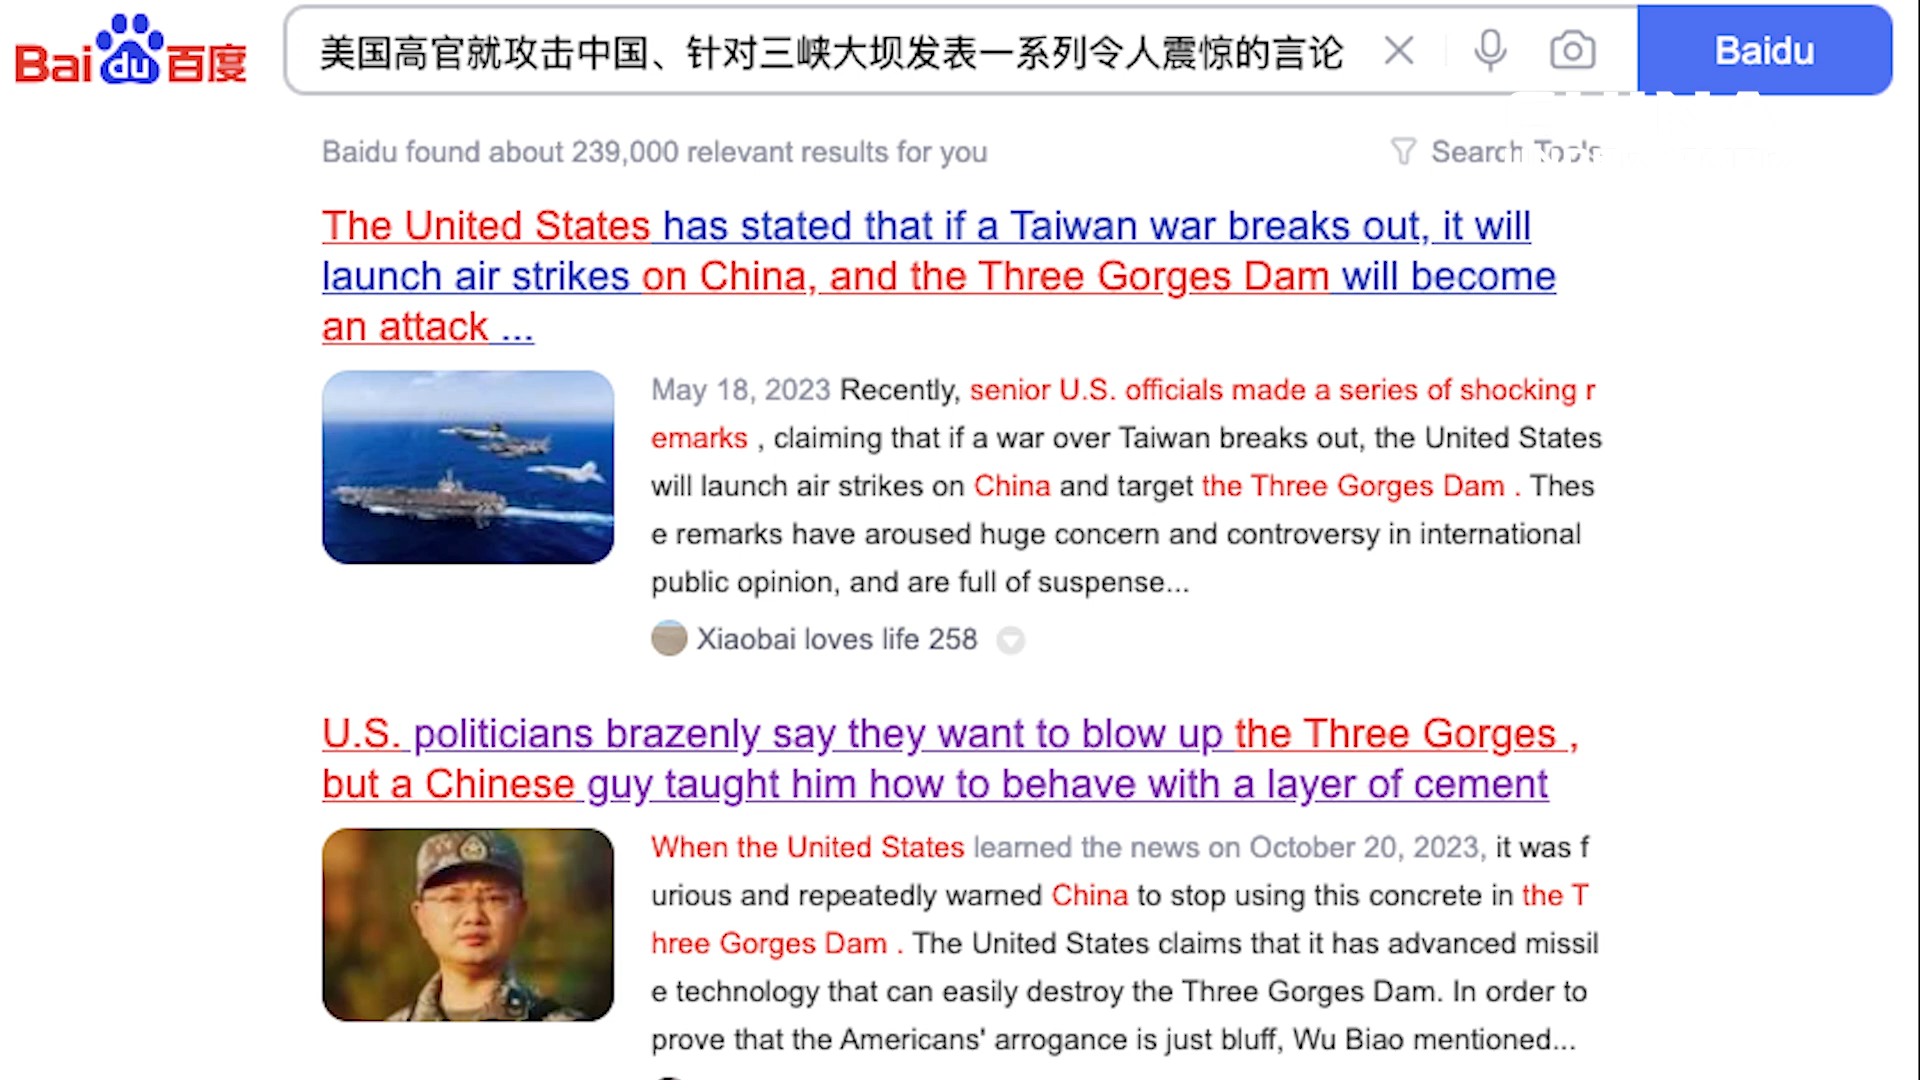 Bai du 百度
美国高官就攻击中国、针对三峡大坝发表一系列令人震惊的言论
Baidu
Baidu found about 239,000 relevant results for you
Search Tools
The United States has stated that if a Taiwan war breaks out, it will
launch air strikes on China, and the Three Gorges Dam will become
an attack ...
May 18, 2023 Recently, senior U.S. officials made a series of shocking r
emarks , claiming that if a war over Taiwan breaks out, the United States
will launch air strikes on China and target the Three Gorges Dam . Thes
e remarks have aroused huge concern and controversy in international
public opinion, and are full of suspense...
Xiaobai loves life 258
U.S. politicians brazenly say they want to blow up the Three Gorges ,
but a Chinese guy taught him how to behave with a layer of cement
When the United States learned the news on October 20, 2023, it was f
urious and repeatedly warned China to stop using this concrete in the T
hree Gorges Dam . The United States claims that it has advanced missil
e technology that can easily destroy the Three Gorges Dam. In order to
prove that the Americans' arrogance is just bluff, Wu Biao mentioned...